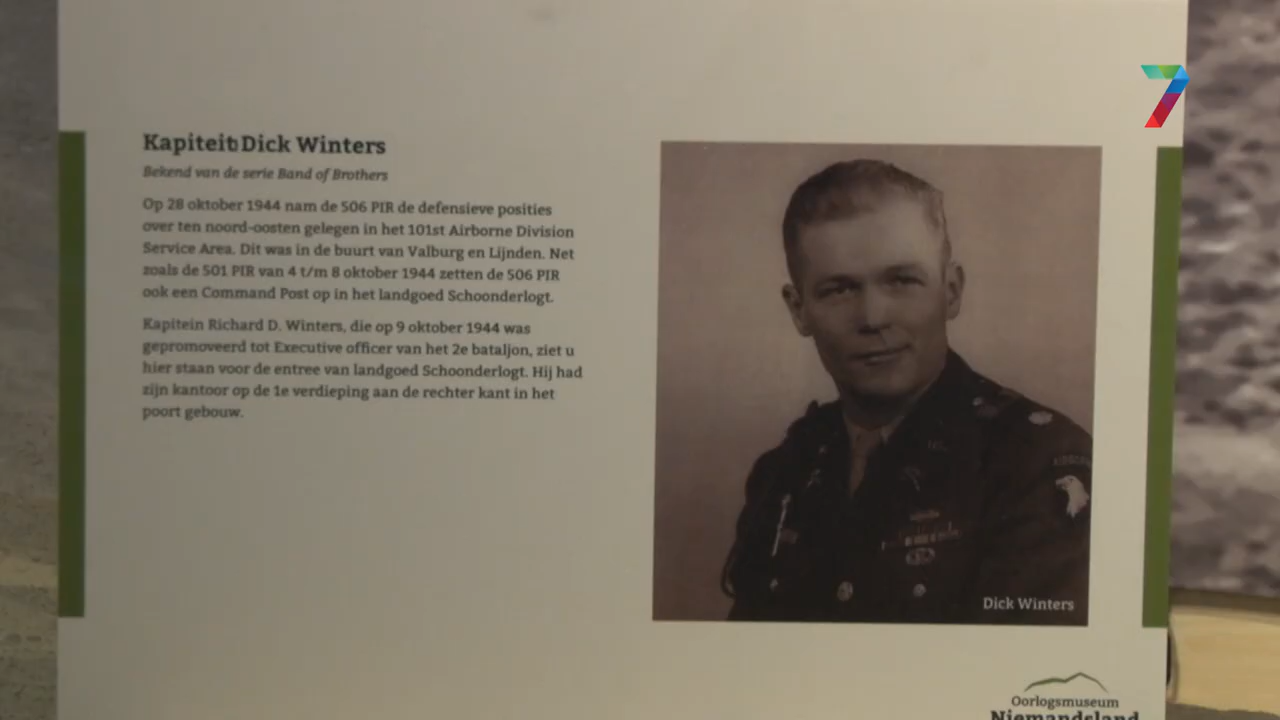 Kapitein Dick Winters
Bekend van de serie Band of Brothers
Op 28 oktober 1944 nam de 506 PIR de defensieve posities
over ten noord-oosten gelegen in het 101st Airborne Division
Service Area. Dit was in de buurt van Valburg en Lijnden. Net
zoals de 501 PIR van 4 t/m 8 oktober 1944 zetten de 506 PIR
ook een Command Post op in het landgoed Schoonderlogt.
Kapitein Richard D. Winters, die op 9 oktober 1944 was
gepromoveerd tot Executive officer van het 2e bataljon, ziet u
hier staan voor de entree van landgoed Schoonderlogt. Hij had
zijn kantoor op de 1e verdieping aan de rechter kant in het
poort gebouw.
7
Dick Winters
Oorlogsmuseum
Niemandsland